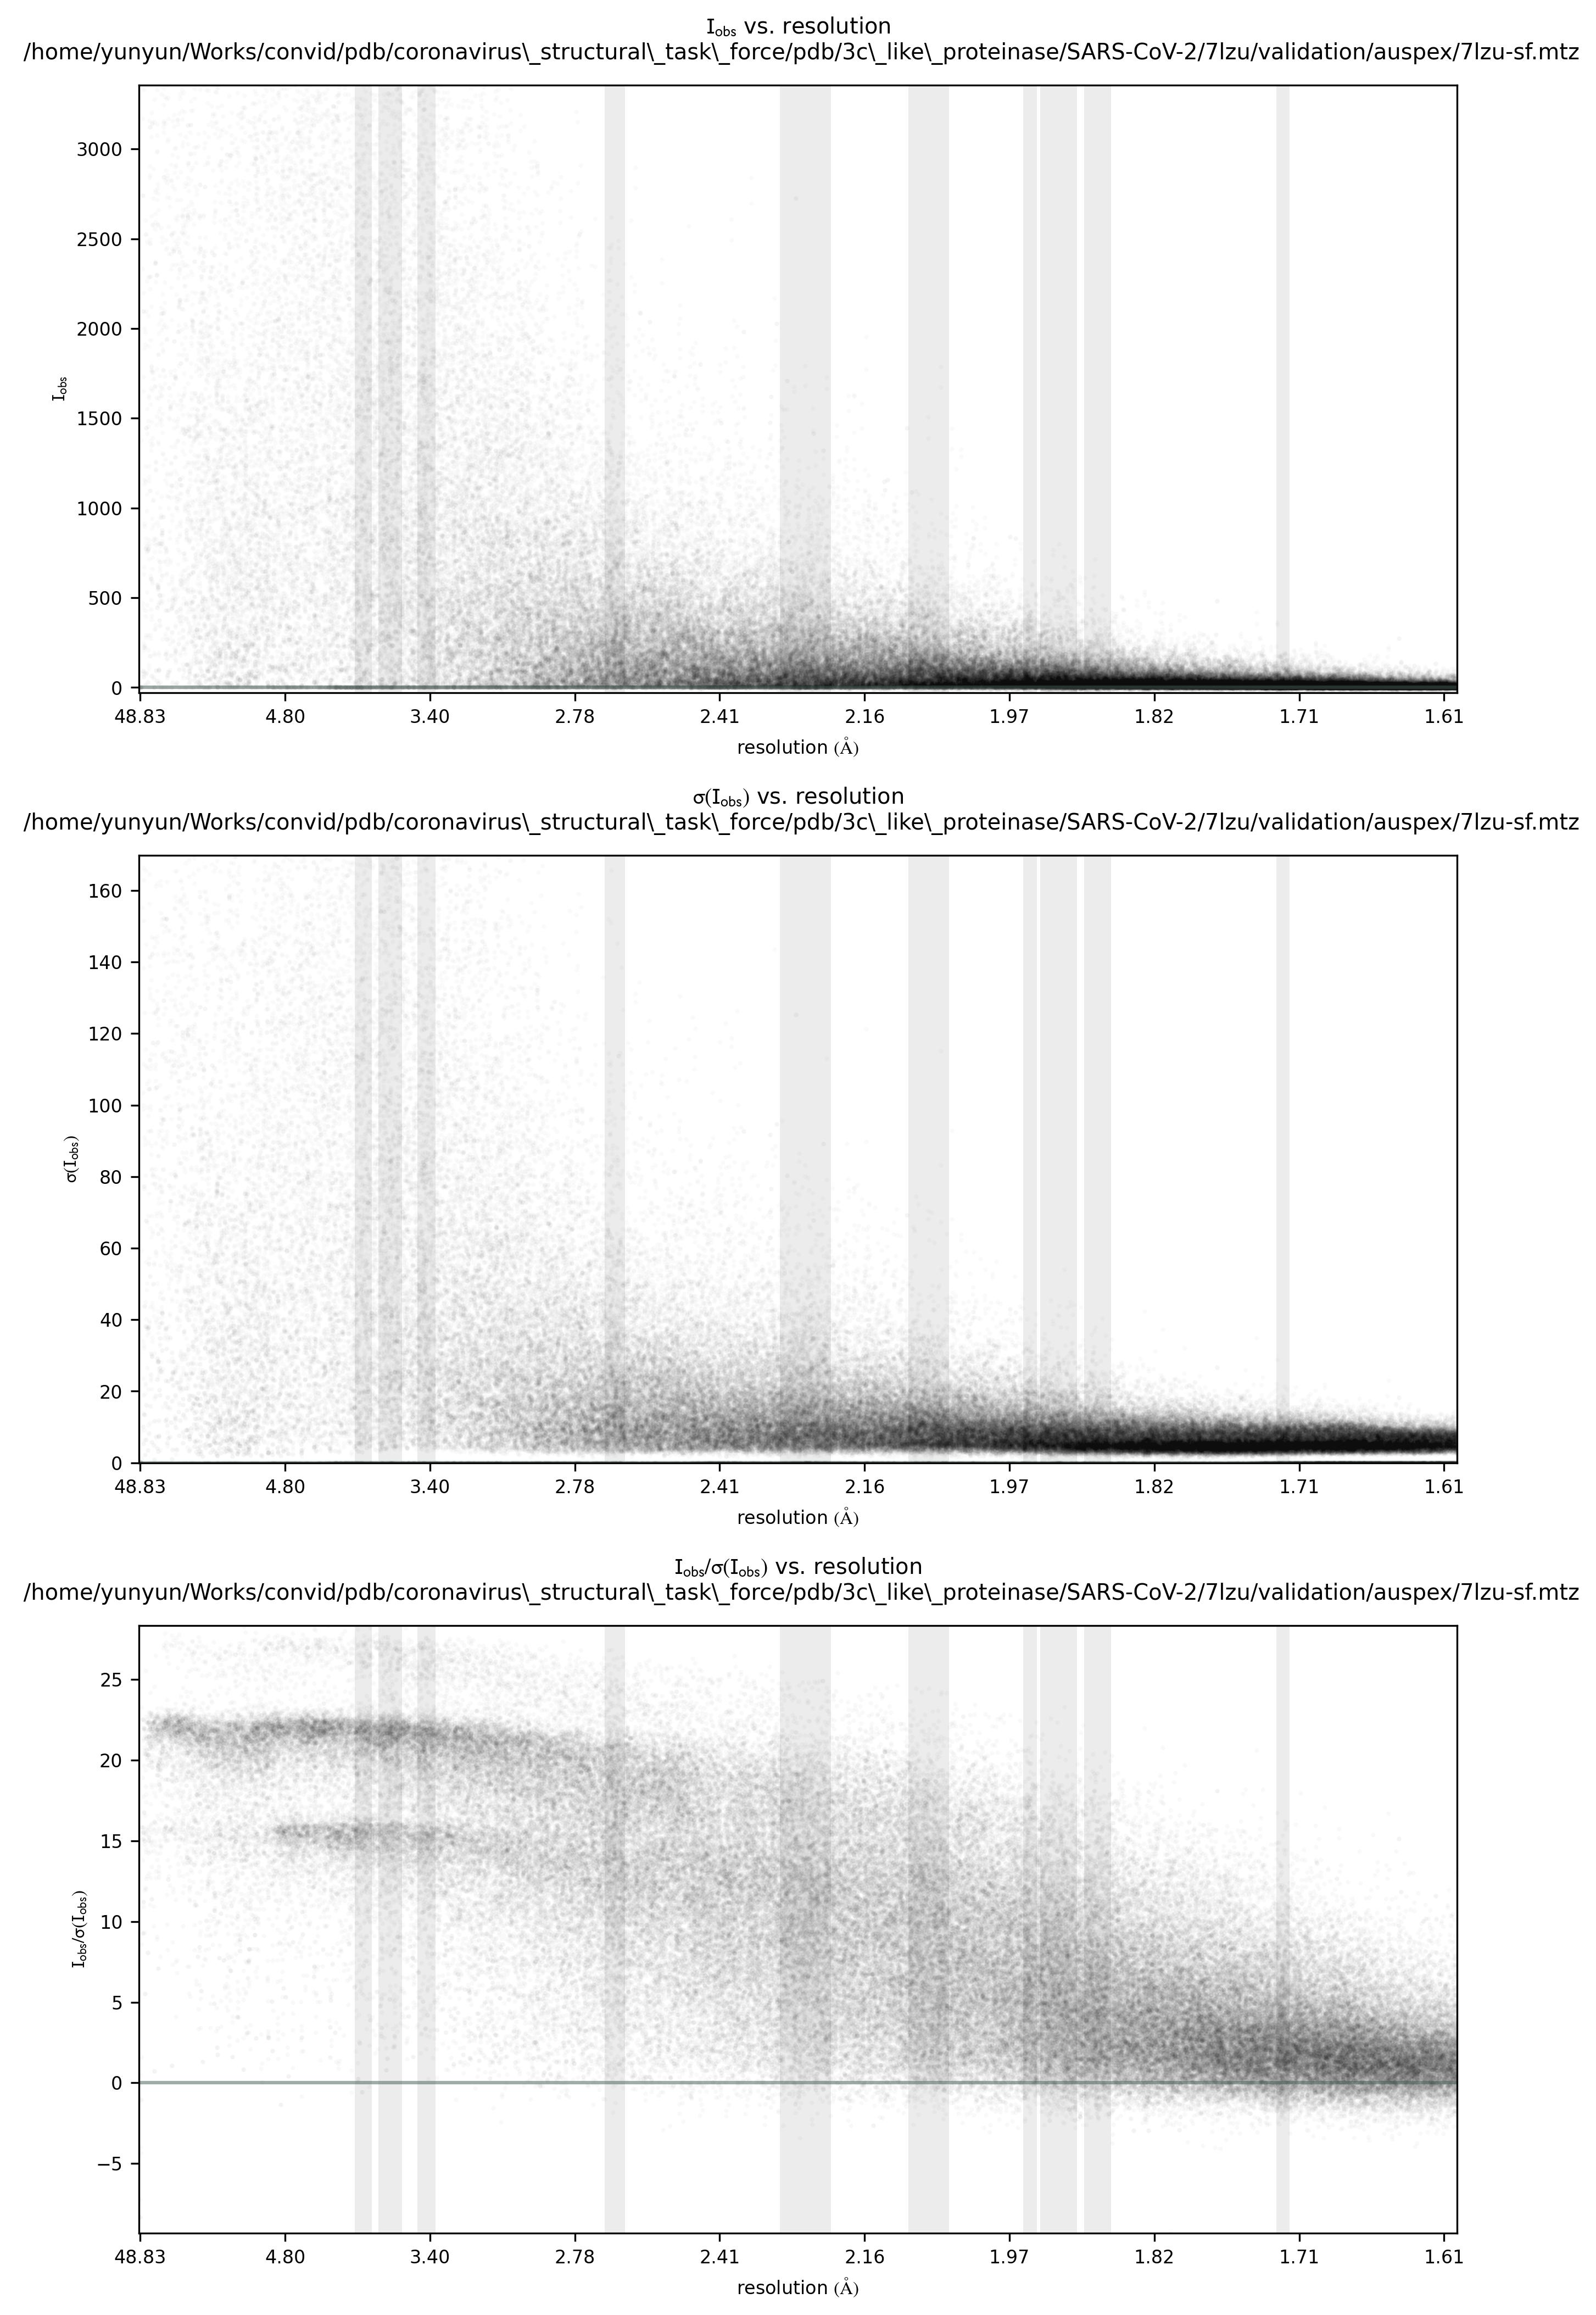 I_obs vs. resolution
/home/yunyun/Works/convid/pdb/coronavirus\_structural\_task\_force/pdb/3c\_like\_proteinase/SARS-CoV-2/7lzu/validation/auspex/7lzu-sf.mtz
3000
2500
2000
1500
1000
500
0
I_obs
48.83 4.80 3.40 2.78 2.41 2.16 1.97 1.82 1.71 1.61
resolution (Å)
σ(I_obs) vs. resolution
/home/yunyun/Works/convid/pdb/coronavirus\_structural\_task\_force/pdb/3c\_like\_proteinase/SARS-CoV-2/7lzu/validation/auspex/7lzu-sf.mtz
160
140
120
100
80
60
40
20
0
σ(I_obs)
48.83 4.80 3.40 2.78 2.41 2.16 1.97 1.82 1.71 1.61
resolution (Å)
I_obs/σ(I_obs) vs. resolution
/home/yunyun/Works/convid/pdb/coronavirus\_structural\_task\_force/pdb/3c\_like\_proteinase/SARS-CoV-2/7lzu/validation/auspex/7lzu-sf.mtz
25
20
15
10
5
0
−5
I_obs/σ(I_obs)
48.83 4.80 3.40 2.78 2.41 2.16 1.97 1.82 1.71 1.61
resolution (Å)